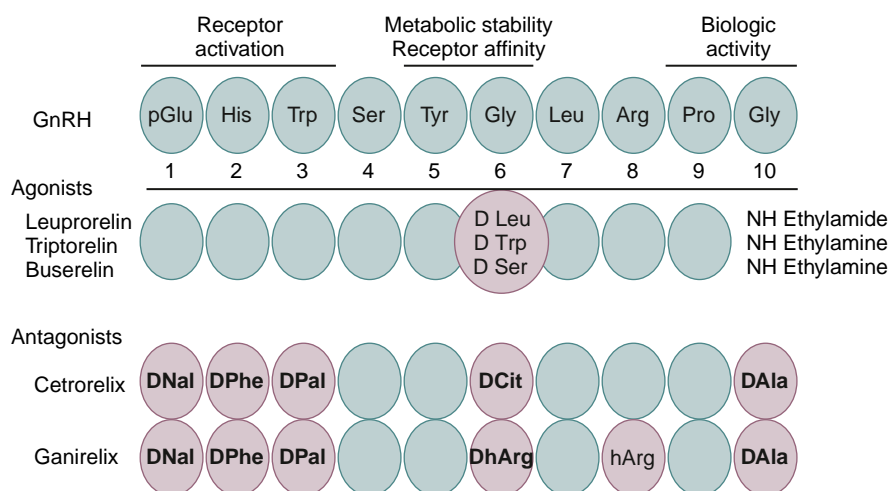 Receptor activation
Metabolic stability
Receptor affinity
Biologic activity
GnRH pGlu His Trp Ser Tyr Gly Leu Arg Pro Gly
1 2 3 4 5 6 7 8 9 10
Agonists
Leuprorelin D Leu NH Ethylamide
Triptorelin D Trp NH Ethylamine
Buserelin D Ser NH Ethylamine
Antagonists
Cetrorelix DNal DPhe DPal DCit DAla
Ganirelix DNal DPhe DPal DhArg hArg DAla